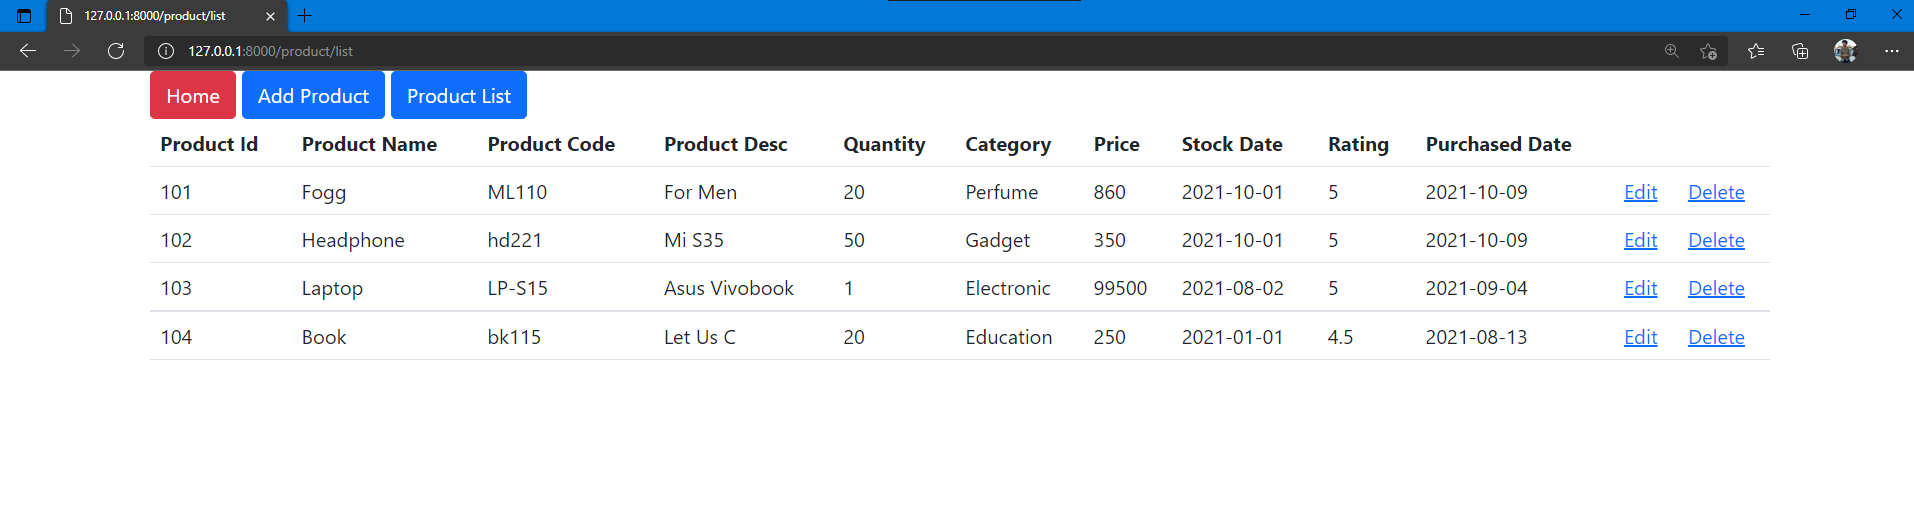 127.0.0.1:8000/product/list
127.0.0.1:8000/product/list
Home Add Product Product List
Product Id Product Name Product Code Product Desc Quantity Category Price Stock Date Rating Purchased Date
101 Fogg ML110 For Men 20 Perfume 860 2021-10-01 5 2021-10-09 Edit Delete
102 Headphone hd221 Mi S35 50 Gadget 350 2021-10-01 5 2021-10-09 Edit Delete
103 Laptop LP-S15 Asus Vivobook 1 Electronic 99500 2021-08-02 5 2021-09-04 Edit Delete
104 Book bk115 Let Us C 20 Education 250 2021-01-01 4.5 2021-08-13 Edit Delete